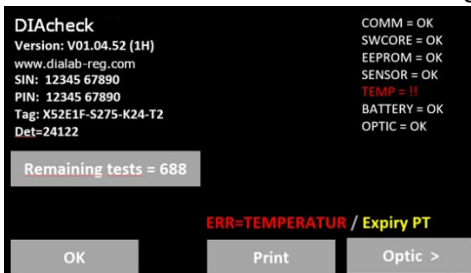 DIAcheck
Version: V01.04.52 (1H)
www.dialab-reg.com
SIN: 12345 67890
PIN: 12345 67890
Tag: X52E1F-S275-K24-T2
Det=24122
COMM = OK
SWCORE = OK
EEPROM = OK
SENSOR = OK
TEMP = !!
BATTERY = OK
OPTIC = OK
Remaining tests = 688
ERR=TEMPERATUR / Expiry PT
OK
Print
Optic >